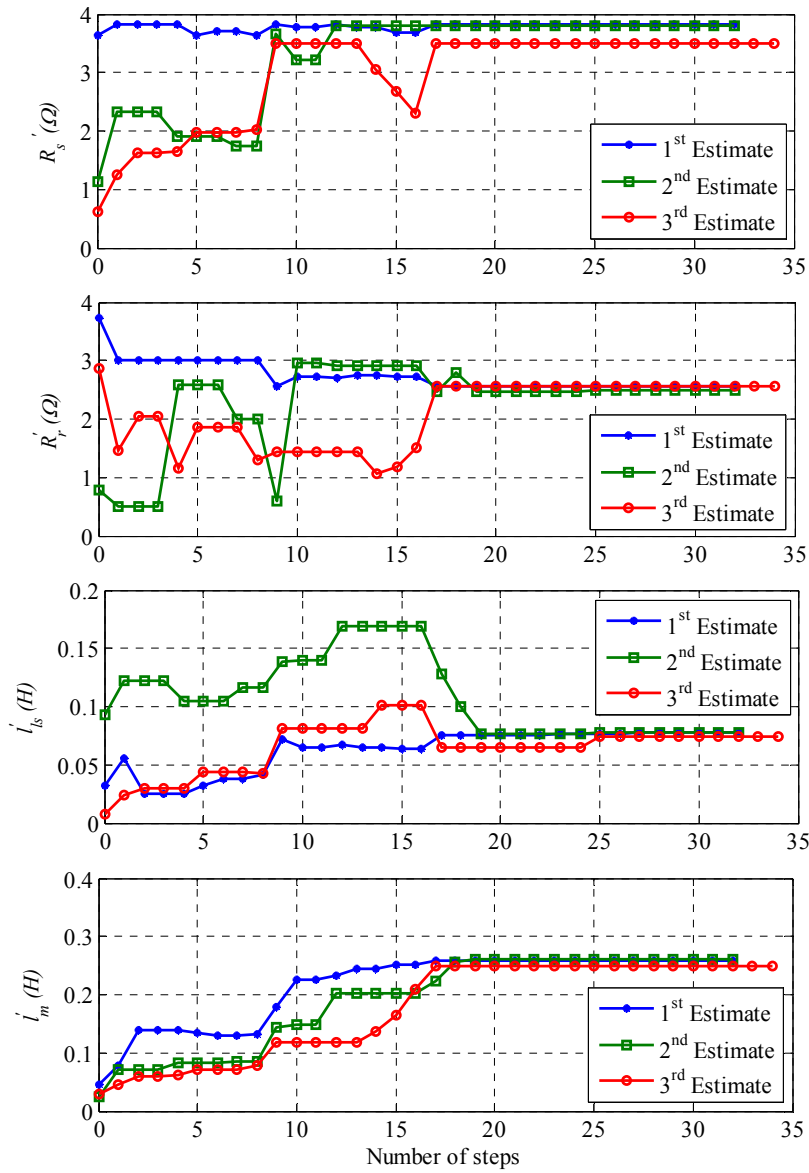 4
3
2
1
0
R_s' (Ω)
1st Estimate
2nd Estimate
3rd Estimate
0 5 10 15 20 25 30 35
4
3
2
1
0
R_r' (Ω)
1st Estimate
2nd Estimate
3rd Estimate
0 5 10 15 20 25 30 35
0.2
0.15
0.1
0.05
0
l_ls' (H)
1st Estimate
2nd Estimate
3rd Estimate
0 5 10 15 20 25 30 35
0.4
0.3
0.2
0.1
0
l_m' (H)
1st Estimate
2nd Estimate
3rd Estimate
0 5 10 15 20 25 30 35
Number of steps